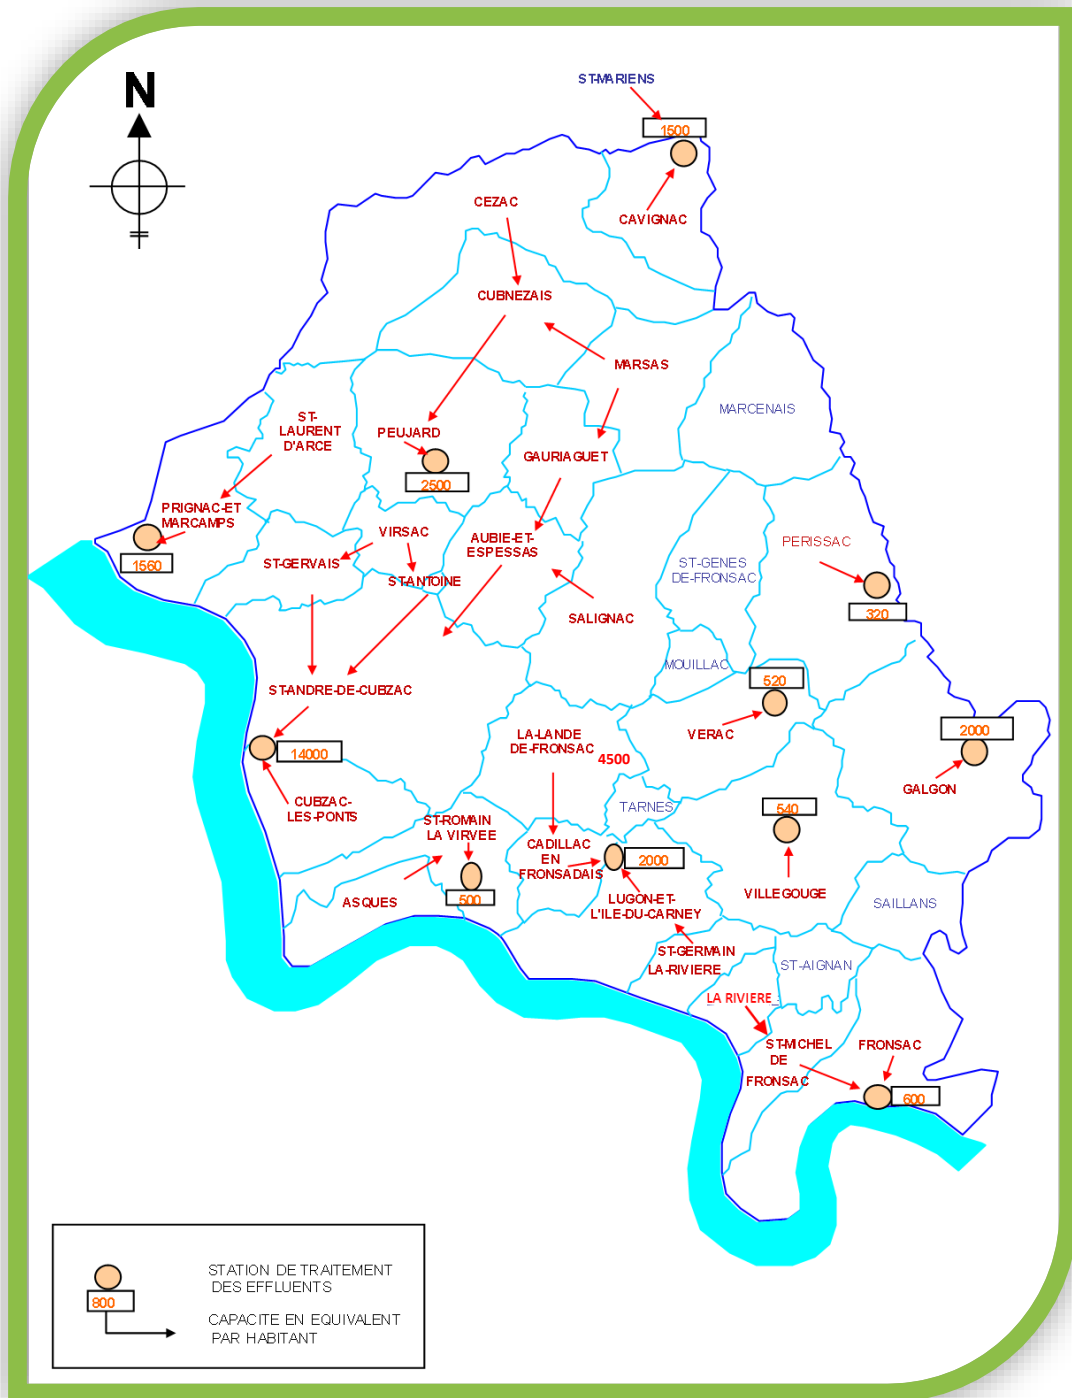 N
ST-MARIENS
1500
CAVIGNAC
CEZAC
CUBNEZAIS
MARSAS
MARCENAIS
ST-
LAURENT
D'ARCE
PEUJARD
2500
GAURIAGUET
PRIGNAC-ET
MARCAMPS
1560
VIRSAC
ST-GERVAIS
ST-ANTOINE
AUBIE-ET-
ESPESSAS
SALIGNAC
ST-GENES
DE-FRONSAC
PERISSAC
320
MOUILLAC
520
VERAC
ST-ANDRE-DE-CUBZAC
14000
CUBZAC-
LES-PONTS
LA-LANDE
DE-FRONSAC
4500
2000
GALGON
TARNES
540
VILLEGOUGE
ST-ROMAIN
LA VIRVEE
500
ASQUES
CADILLAC
EN
FRONSADAIS
2000
LUGON-ET-
L'ILE-DU-CARNEY
SAILLANS
ST-GERMAIN
LA-RIVIERE
ST-AIGNAN
LA RIVIERE
ST-MICHEL
DE
FRONSAC
FRONSAC
600
800
STATION DE TRAITEMENT
DES EFFLUENTS
CAPACITE EN EQUIVALENT
PAR HABITANT